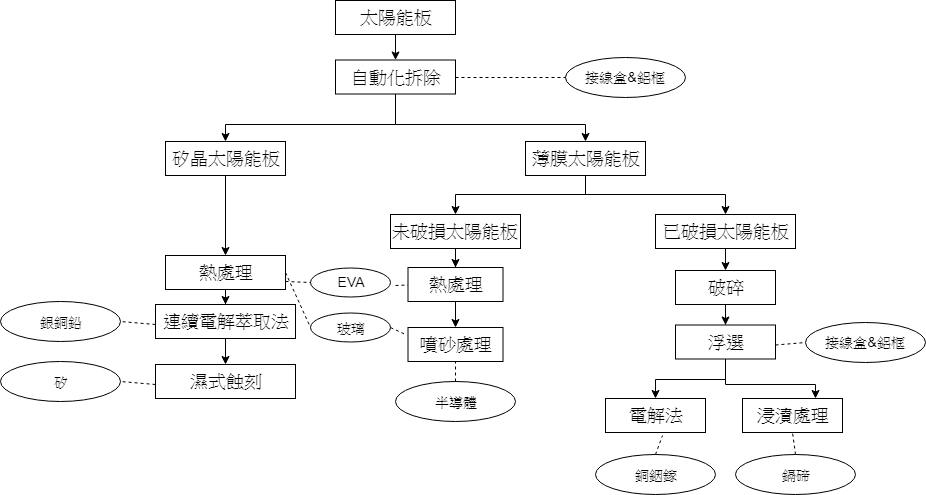 太陽能板
自動化拆除
接線盒&鋁框
矽晶太陽能板
薄膜太陽能板
未破損太陽能板
已破損太陽能板
熱處理
EVA
熱處理
破碎
銀銅鉛
連續電解萃取法
玻璃
噴砂處理
浮選
接線盒&鋁框
矽
濕式蝕刻
半導體
電解法
浸漬處理
銅銦鎵
鎘碲